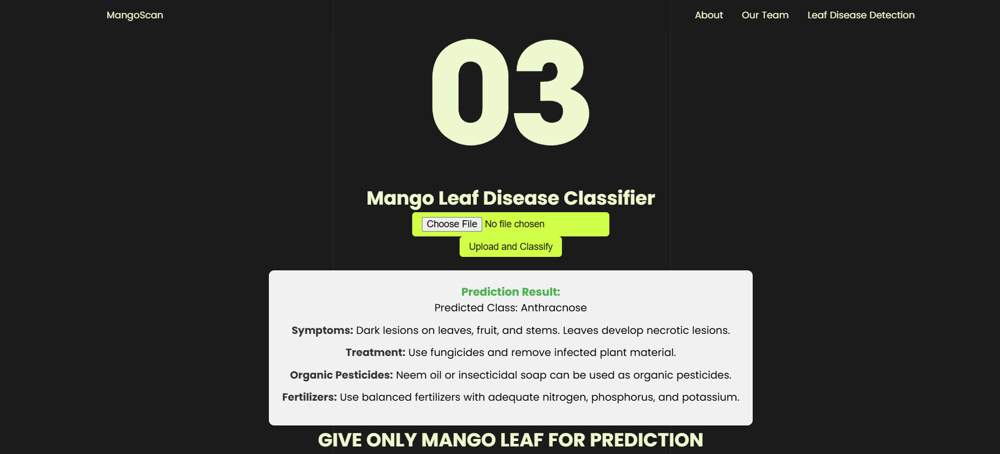 MangoScan
About Our Team Leaf Disease Detection
03
Mango Leaf Disease Classifier
Choose File No file chosen
Upload and Classify
Prediction Result:
Predicted Class: Anthracnose
Symptoms: Dark lesions on leaves, fruit, and stems. Leaves develop necrotic lesions.
Treatment: Use fungicides and remove infected plant material.
Organic Pesticides: Neem oil or insecticidal soap can be used as organic pesticides.
Fertilizers: Use balanced fertilizers with adequate nitrogen, phosphorus, and potassium.
GIVE ONLY MANGO LEAF FOR PREDICTION